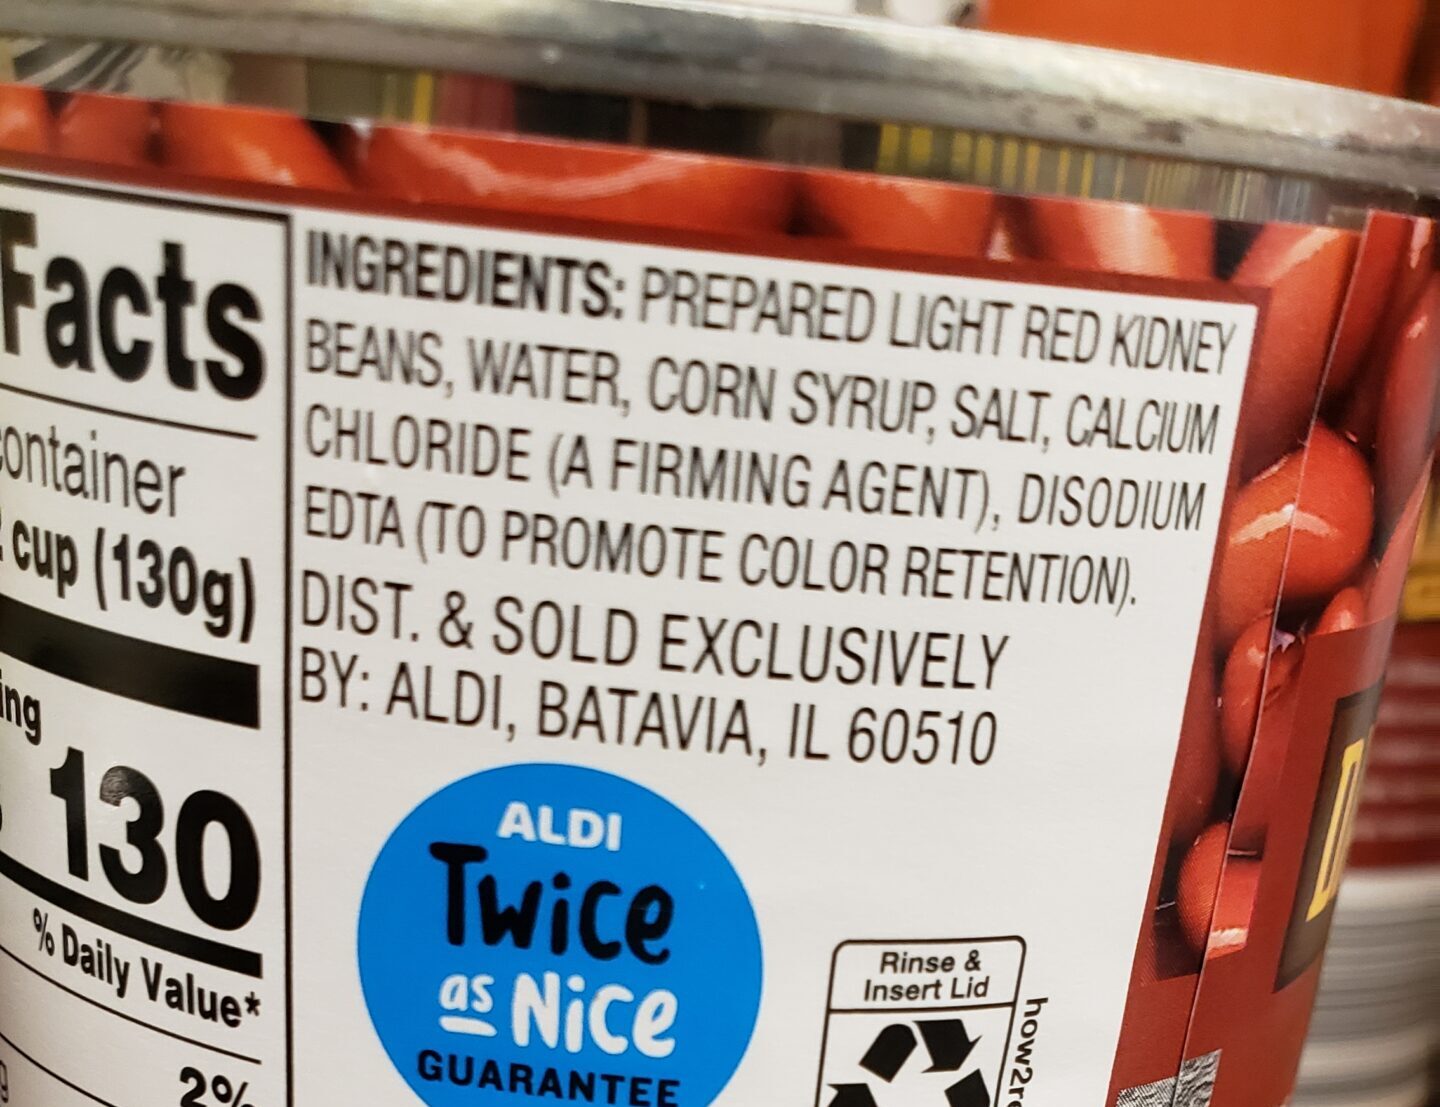 Facts
container
cup (130g)
130
% Daily Value*
2%
INGREDIENTS: PREPARED LIGHT RED KIDNEY
BEANS, WATER, CORN SYRUP, SALT, CALCIUM
CHLORIDE (A FIRMING AGENT), DISODIUM
EDTA (TO PROMOTE COLOR RETENTION).
DIST. & SOLD EXCLUSIVELY
BY: ALDI, BATAVIA, IL 60510
ALDI
Twice
as Nice
GUARANTEE
Rinse &
Insert Lid